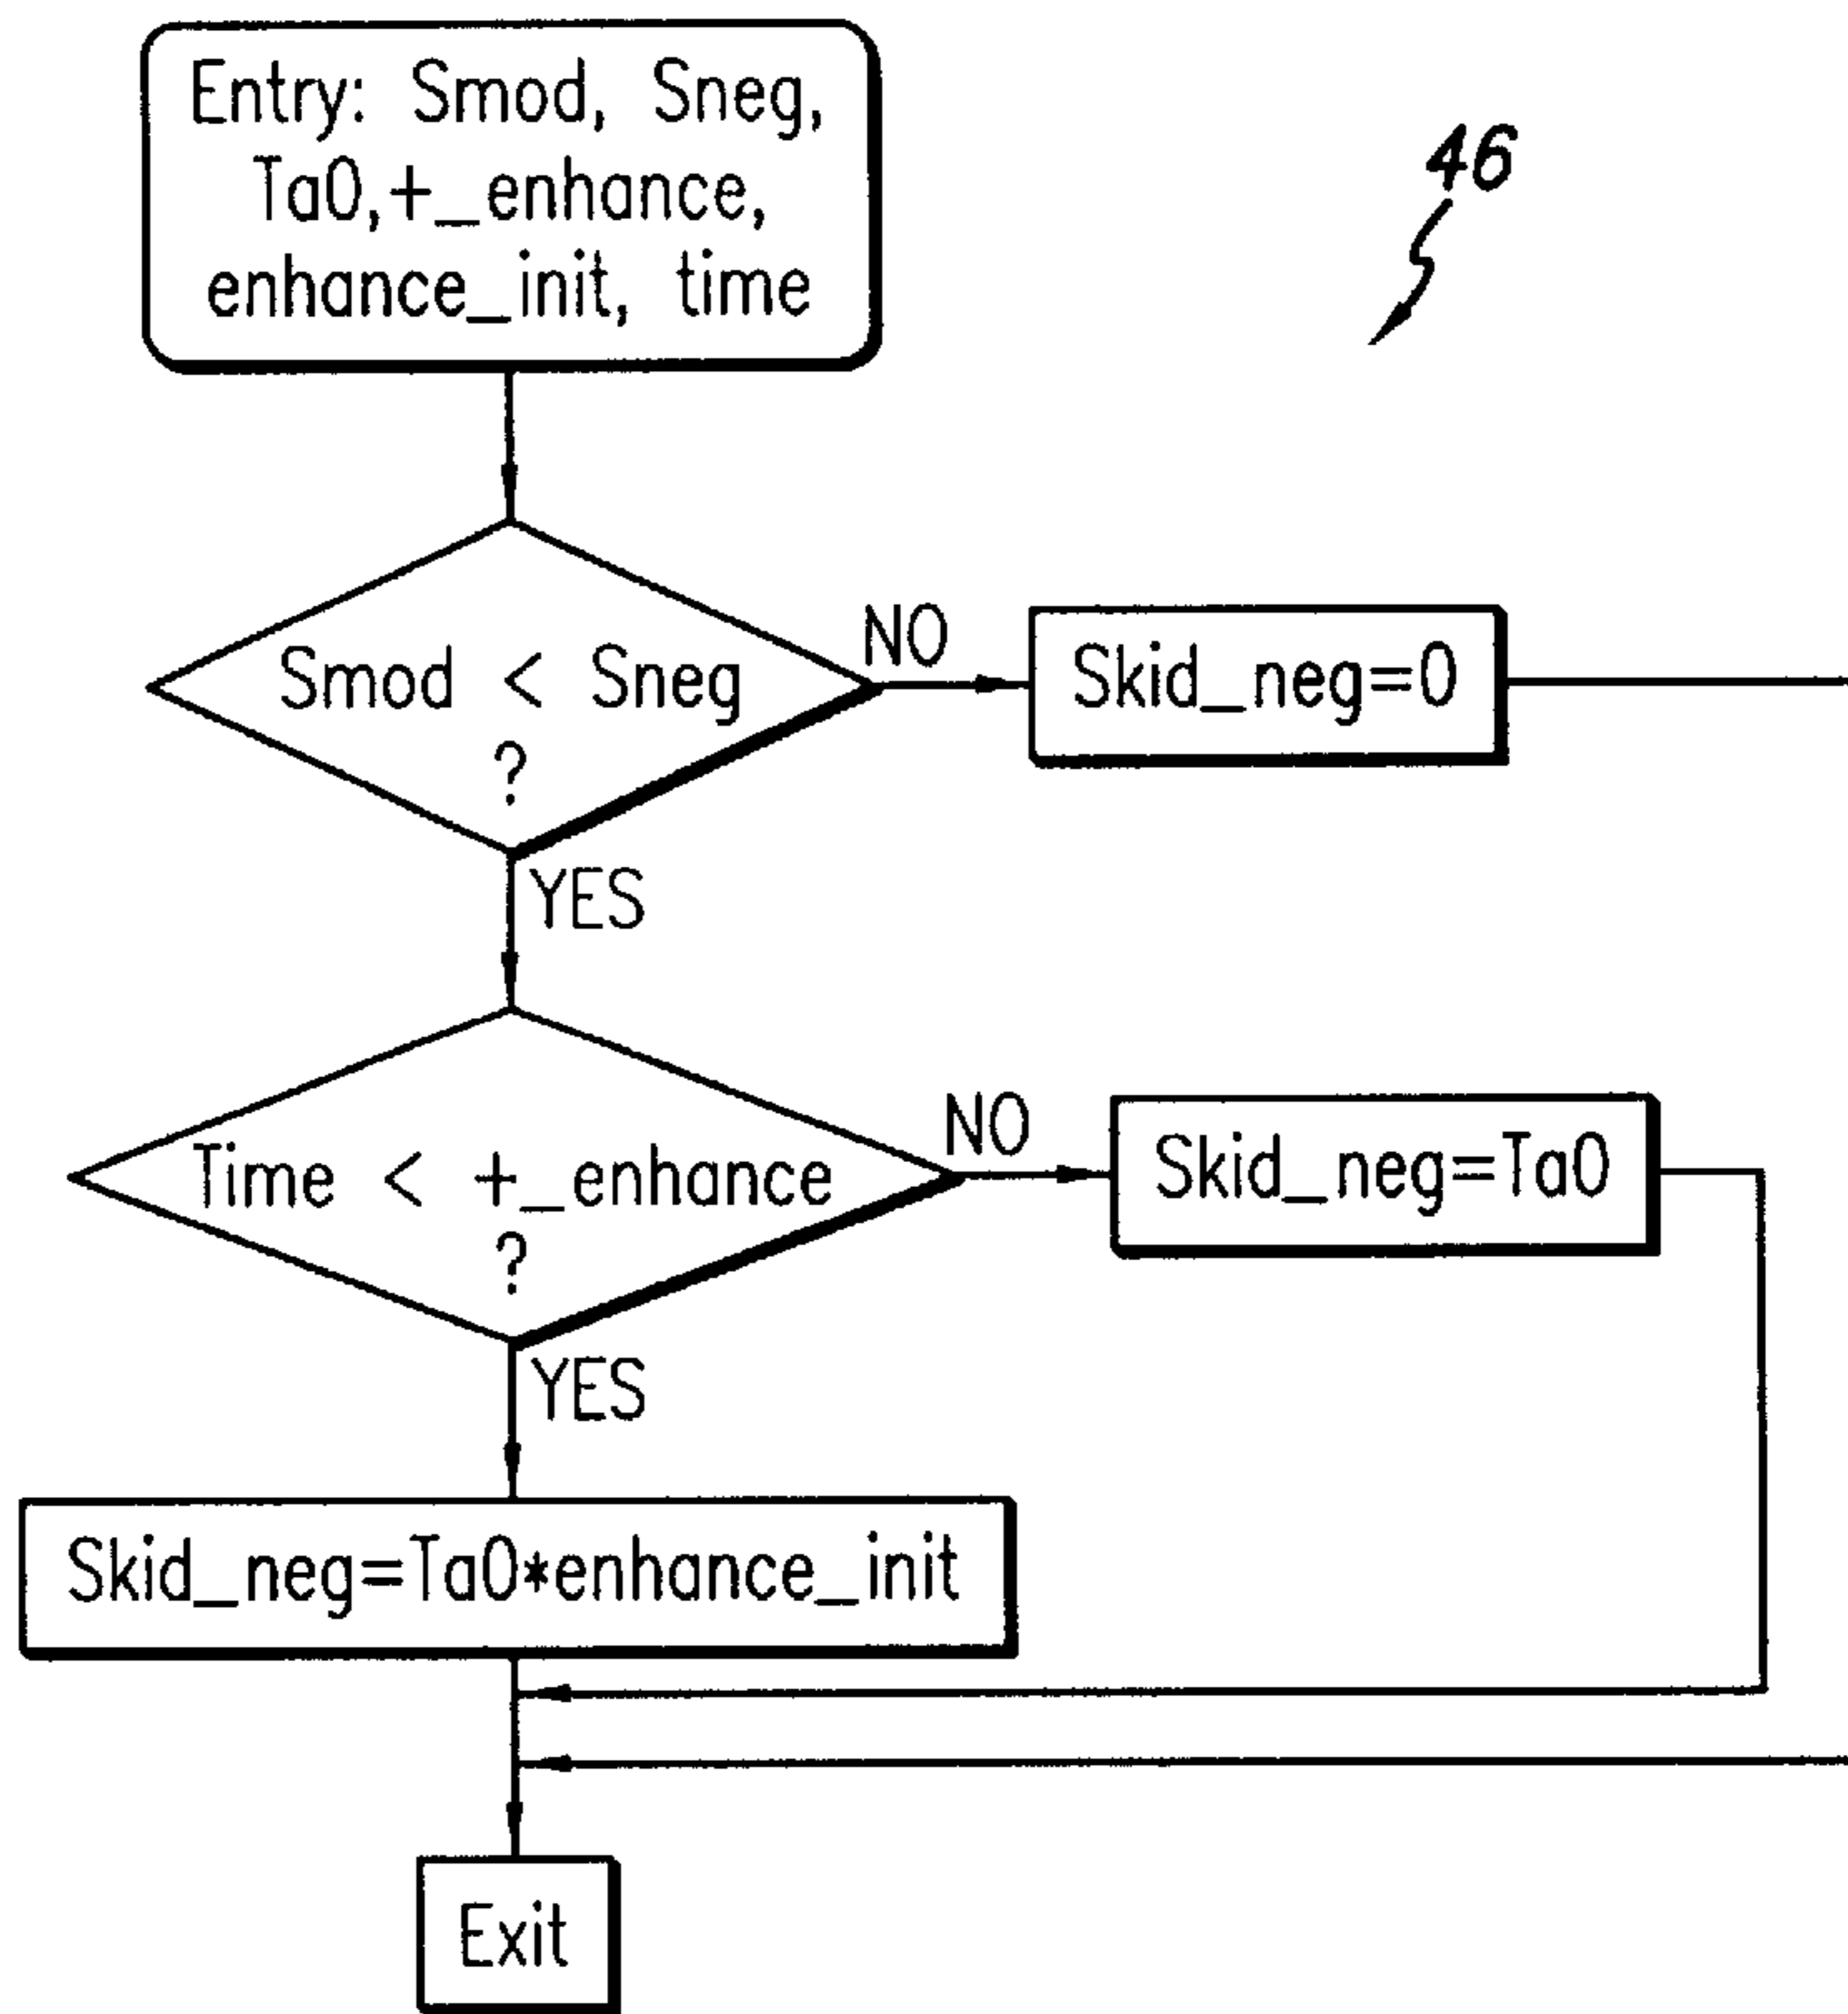 Entry: Smod, Sneg,
Ta0,+_enhance,
enhance_init, time
46
Smod < Sneg
?
NO
Skid_neg=0
YES
Time < +_enhance
?
NO
Skid_neg=Ta0
YES
Skid_neg=Ta0*enhance_init
Exit